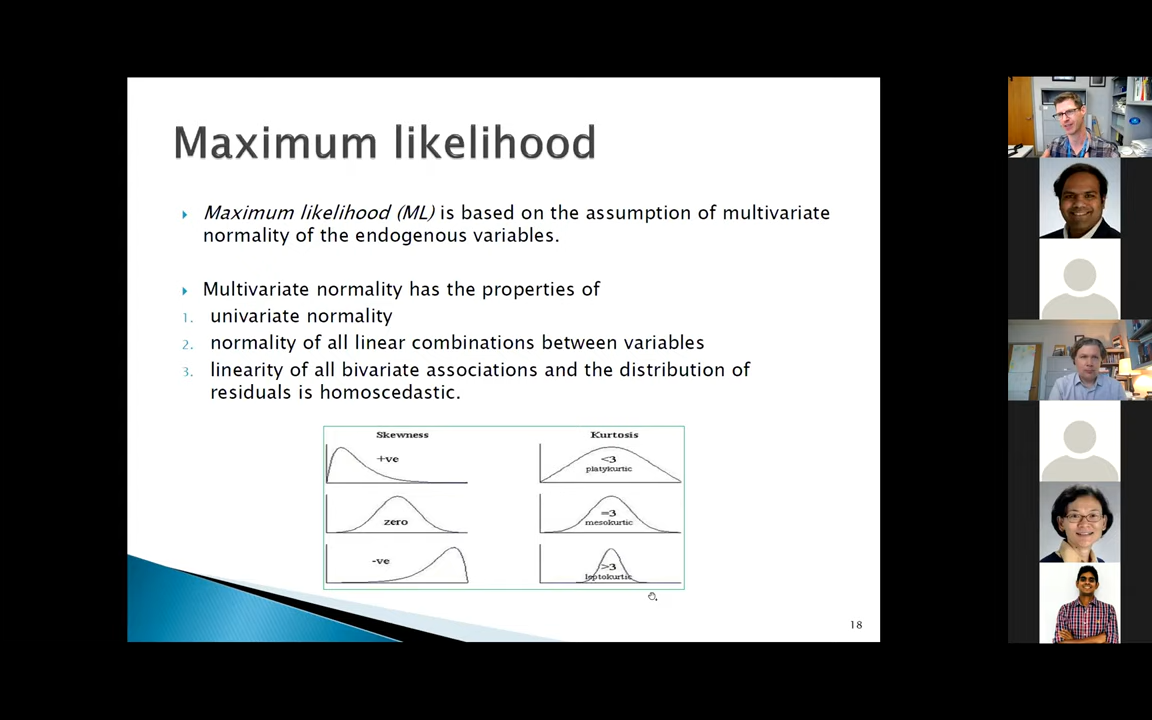 Maximum likelihood
Maximum likelihood (ML) is based on the assumption of multivariate
normality of the endogenous variables.
Multivariate normality has the properties of
1. univariate normality
2. normality of all linear combinations between variables
3. linearity of all bivariate associations and the distribution of
residuals is homoscedastic.
Skewness
+ve
zero
-ve
Kurtosis
<3
platykurtic
=3
mesokurtic
>3
leptokurtic
18